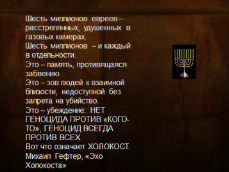 Шесть миллионов евреев –
расстрелянных, удушенных в
газовых камерах.
Шесть миллионов – и каждый
в отдельности.
Это – память, противящаяся
забвению.
Это – зов людей к взаимной
близости, недоступной без
запрета на убийство.
Это – убеждение: НЕТ
ГЕНОЦИДА ПРОТИВ «КОГО-
ТО», ГЕНОЦИД ВСЕГДА
ПРОТИВ ВСЕХ.
Вот что означает ХОЛОКОСТ.
Михаил Гефтер, «Эхо
Холокоста»